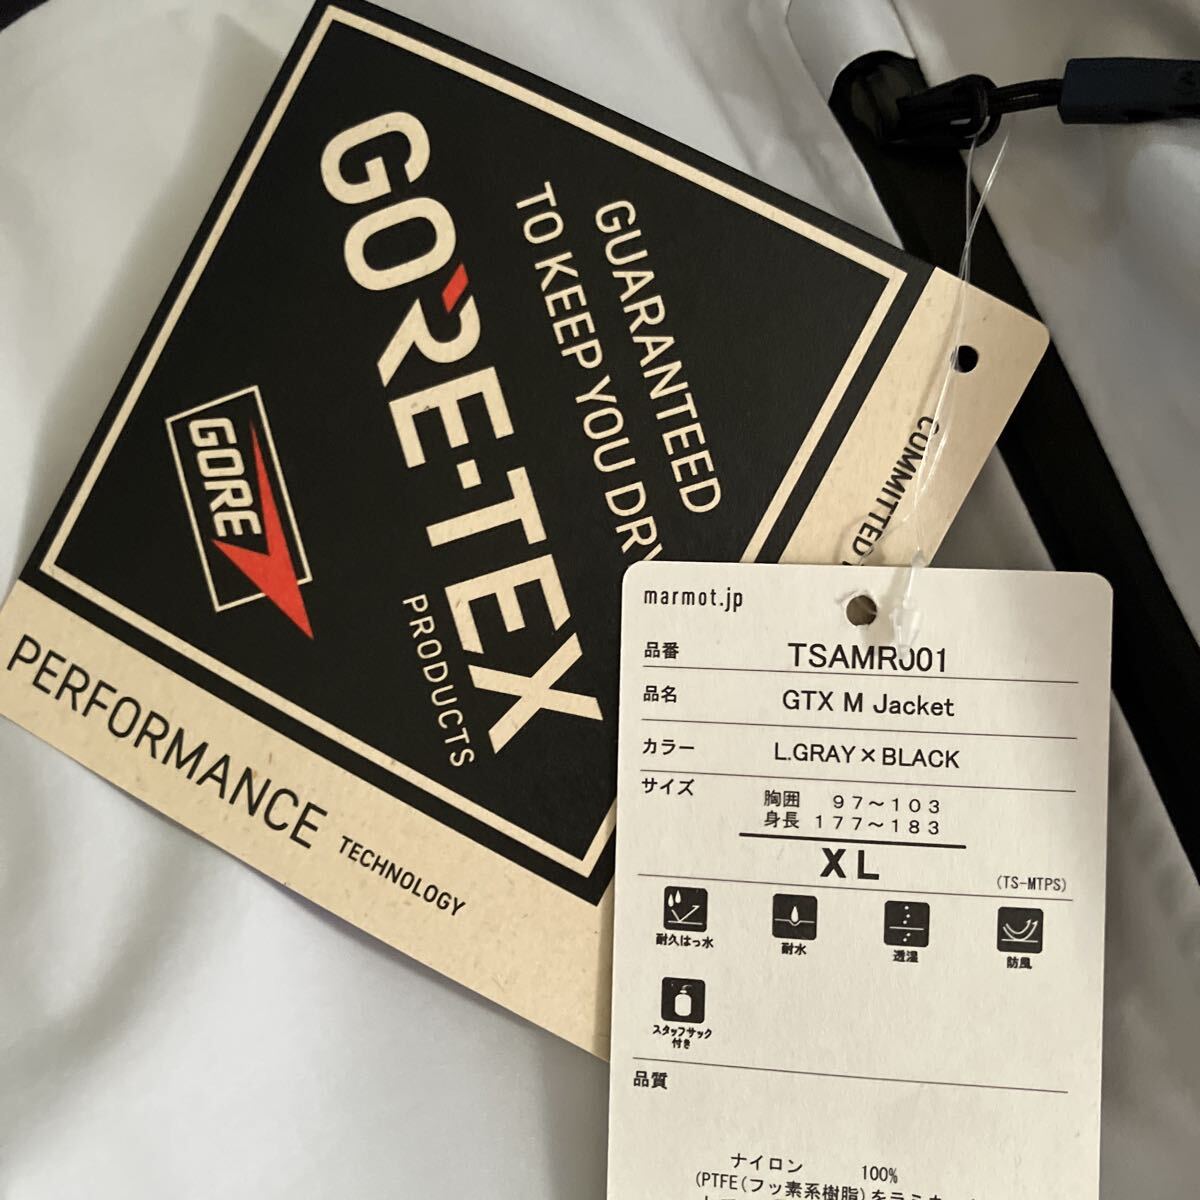 GUARANTEED
TO KEEP YOU DRY
GORE-TEX
PRODUCTS
GORE
PERFORMANCE TECHNOLOGY
COMMITTED
marmot.jp
品番 TSAMR001
品名 GTX M Jacket
カラー L.GRAY×BLACK
サイズ
胸囲 97～103
身長 177～183
XL
(TS-MTPS)
耐久はっ水
耐水
透湿
防風
スタッフサック
付き
品質
ナイロン 100%
(PTFE(フッ素系樹脂)を